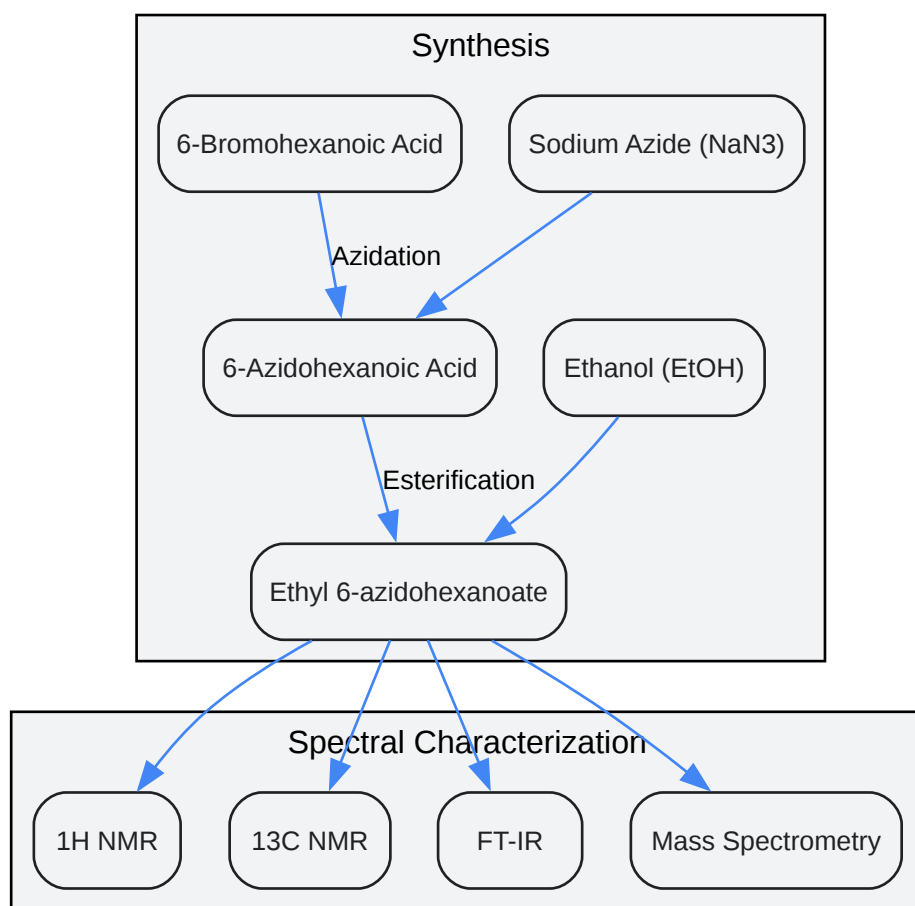 Synthesis
6-Bromohexanoic Acid
Sodium Azide (NaN3)
Azidation
6-Azidohexanoic Acid
Ethanol (EtOH)
Esterification
Ethyl 6-azidohexanoate
Spectral Characterization
1H NMR
13C NMR
FT-IR
Mass Spectrometry